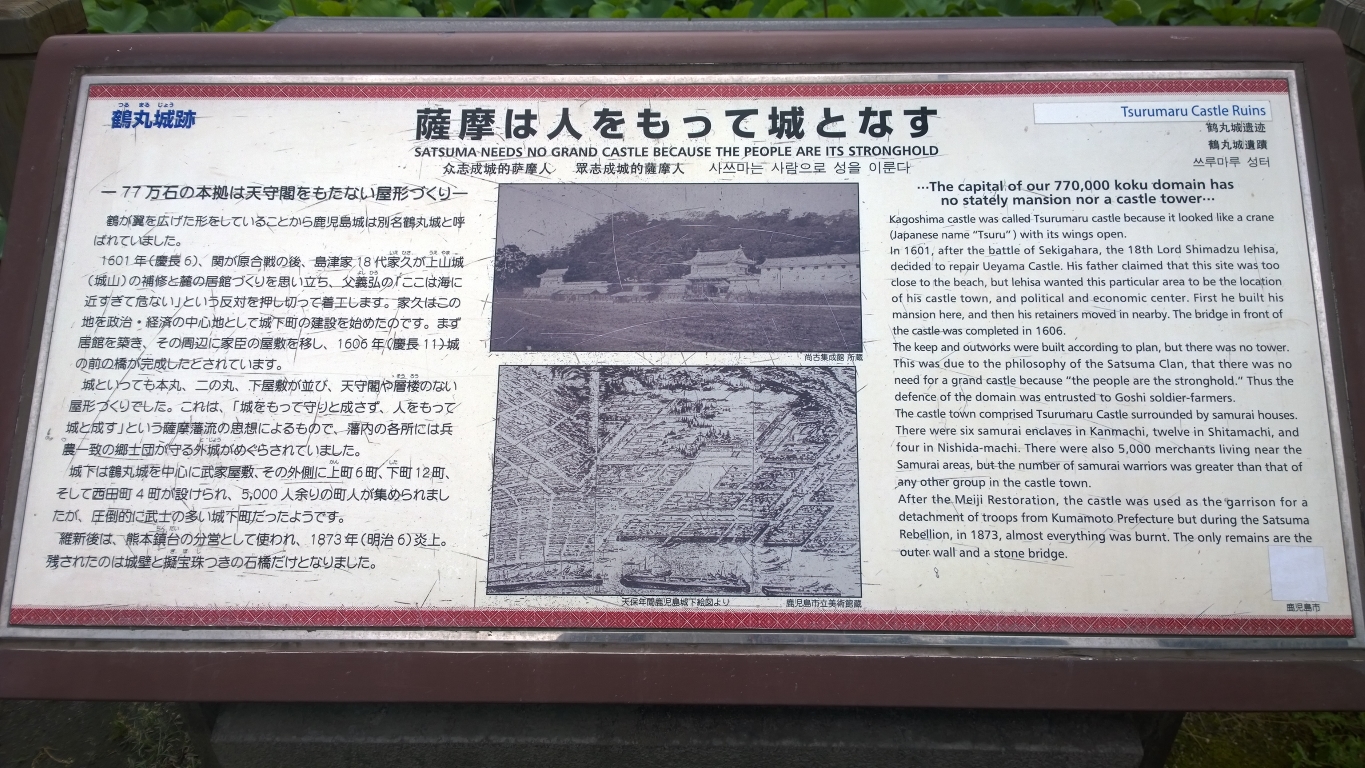 つる まる じょう
鶴丸城跡
薩摩は人をもって城となす
SATSUMA NEEDS NO GRAND CASTLE BECAUSE THE PEOPLE ARE ITS STRONGHOLD
众志成城的萨摩人 眾志成城的薩摩人 사쓰마는 사람으로 성을 이룬다
Tsurumaru Castle Ruins
鹤丸城遗迹
鶴丸城遺蹟
쓰루마루 성터
ー 77万石の本拠は天守閣をもたない屋形づくりー
鶴が翼を広げた形をしていることから鹿児島城は別名鶴丸城と呼
ばれていました。
1601年(慶長6)、関が原合戦の後、島津家18代家久が上山城
(城山)の補修と麓の居館づくりを思い立ち、父義弘の「ここは海に
近すぎて危ない」という反対を押し切って着工します。家久はこの
地を政治・経済の中心地として城下町の建設を始めたのです。まず
居館を築き、その周辺に家臣の屋敷を移し、1606年(慶長11)城
の前の橋が完成したとされています。
城といっても本丸、二の丸、下屋敷が並び、天守閣や層楼のない
屋形づくりでした。これは、「城をもって守りと成さず、人をもって
城と成す」という薩摩藩流の思想によるもので、藩内の各所には兵
農一致の郷士団が守る外城がめぐらされていました。
城下は鶴丸城を中心に武家屋敷、その外側に上町6町、下町12町、
そして西田町4町が設けられ、5,000人余りの町人が集められまし
たが、圧倒的に武士の多い城下町だったようです。
維新後は、熊本鎮台の分営として使われ、1873年(明治6)炎上。
残されたのは城壁と擬宝珠つきの石橋だけとなりました。
尚古集成館 所蔵
天保年間鹿児島城下絵図より 鹿児島市立美術館蔵
…The capital of our 770,000 koku domain has
no stately mansion nor a castle tower…
Kagoshima castle was called Tsurumaru castle because it looked like a crane
(Japanese name "Tsuru") with its wings open.
In 1601, after the battle of Sekigahara, the 18th Lord Shimadzu Iehisa,
decided to repair Ueyama Castle. His father claimed that this site was too
close to the beach, but Iehisa wanted this particular area to be the location
of his castle town, and political and economic center. First he built his
mansion here, and then his retainers moved in nearby. The bridge in front of
the castle was completed in 1606.
The keep and outworks were built according to plan, but there was no tower.
This was due to the philosophy of the Satsuma Clan, that there was no
need for a grand castle because "the people are the stronghold." Thus the
defence of the domain was entrusted to Goshi soldier-farmers.
The castle town comprised Tsurumaru Castle surrounded by samurai houses.
There were six samurai enclaves in Kanmachi, twelve in Shitamachi, and
four in Nishida-machi. There were also 5,000 merchants living near the
Samurai areas, but the number of samurai warriors was greater than that of
any other group in the castle town.
After the Meiji Restoration, the castle was used as the garrison for a
detachment of troops from Kumamoto Prefecture but during the Satsuma
Rebellion, in 1873, almost everything was burnt. The only remains are the
outer wall and a stone bridge.
鹿児島市